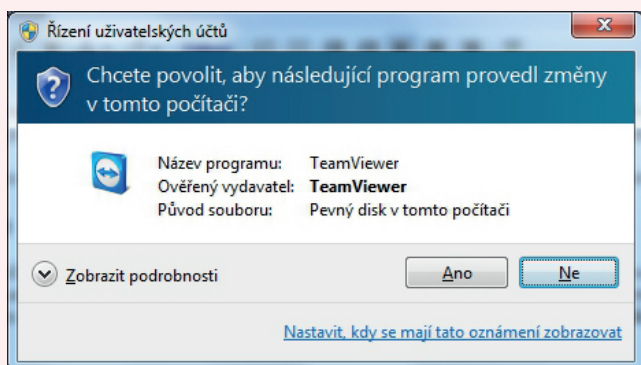 Řízení uživatelských účtů
Chcete povolit, aby následující program provedl změny
v tomto počítači?
Název programu: TeamViewer
Ověřený vydavatel: TeamViewer
Původ souboru: Pevný disk v tomto počítači
Zobrazit podrobnosti
Ano
Ne
Nastavit, kdy se mají tato oznámení zobrazovat